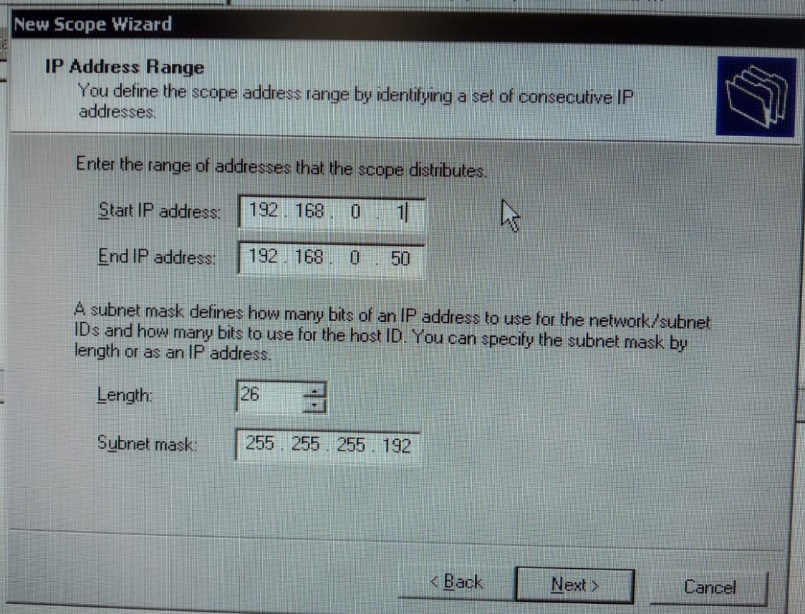 New Scope Wizard
IP Address Range
You define the scope address range by identifying a set of consecutive IP
addresses.
Enter the range of addresses that the scope distributes.
Start IP address: 192 . 168 . 0 . 1
End IP address: 192 . 168 . 0 . 50
A subnet mask defines how many bits of an IP address to use for the network/subnet
IDs and how many bits to use for the host ID. You can specify the subnet mask by
length or as an IP address.
Length: 26
Subnet mask: 255 . 255 . 255 . 192
< Back Next > Cancel